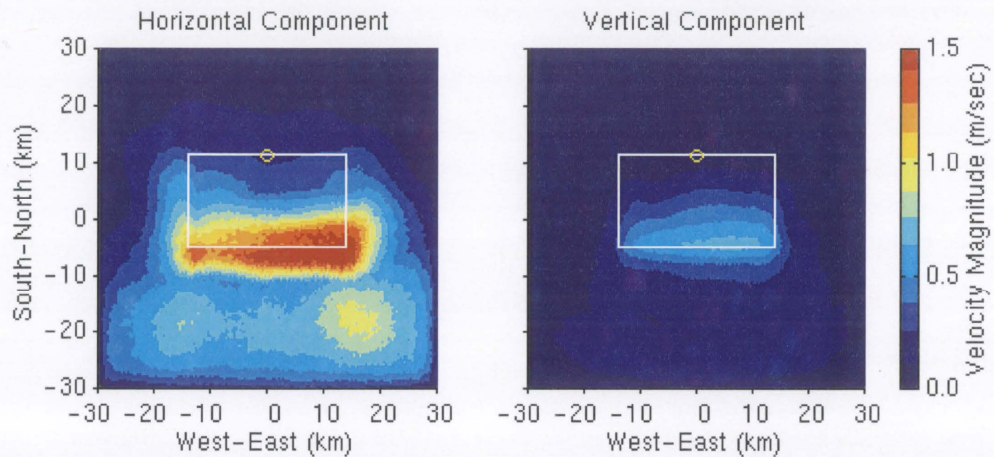 Horizontal Component
Vertical Component
30
20
10
0
-10
-20
-30
South-North (km)
-30 -20 -10 0 10 20 30
West-East (km)
-30 -20 -10 0 10 20 30
West-East (km)
1.5
1.0
0.5
0.0
Velocity Magnitude (m/sec)